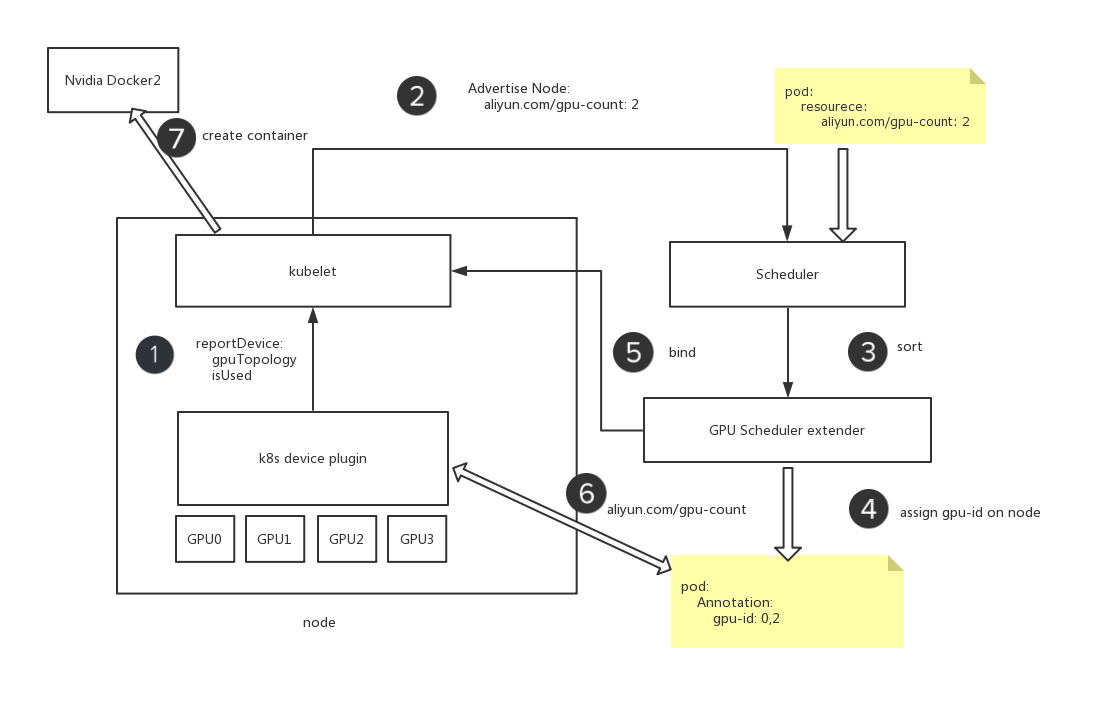 Nvidia Docker2
2
Advertise Node:
aliyun.com/gpu-count: 2
pod:
resourece:
aliyun.com/gpu-count: 2
7
create container
kubelet
Scheduler
1
reportDevice:
gpuTopology
isUsed
5
bind
3
sort
k8s device plugin
GPU Scheduler extender
6
aliyun.com/gpu-count
4
assign gpu-id on node
GPU0
GPU1
GPU2
GPU3
pod:
Annotation:
gpu-id: 0,2
node